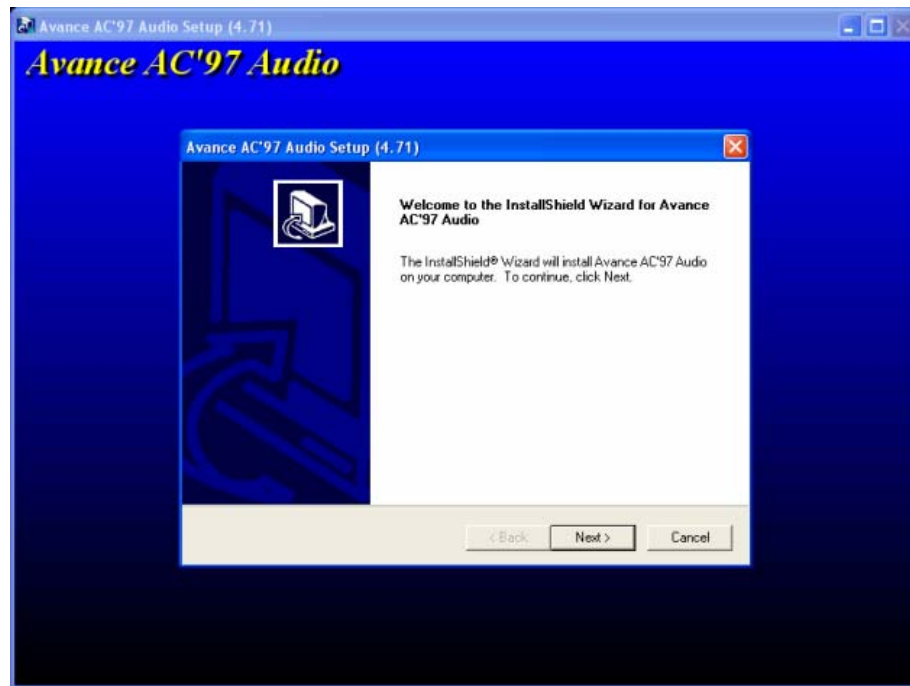 Avance AC'97 Audio Setup (4.71)
Avance AC'97 Audio
Avance AC'97 Audio Setup (4.71)
Welcome to the InstallShield Wizard for Avance
AC'97 Audio
The InstallShield® Wizard will install Avance AC'97 Audio
on your computer. To continue, click Next.
< Back Next > Cancel